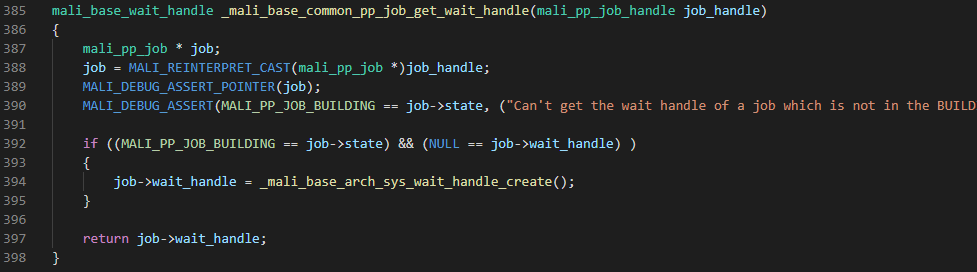 385 mali_base_wait_handle _mali_base_common_pp_job_get_wait_handle(mali_pp_job_handle job_handle)
386 {
387     mali_pp_job * job;
388     job = MALI_REINTERPRET_CAST(mali_pp_job *)job_handle;
389     MALI_DEBUG_ASSERT_POINTER(job);
390     MALI_DEBUG_ASSERT(MALI_PP_JOB_BUILDING == job->state, ("Can't get the wait handle of a job which is not in the BUILD
391
392     if ((MALI_PP_JOB_BUILDING == job->state) && (NULL == job->wait_handle) )
393     {
394         job->wait_handle = _mali_base_arch_sys_wait_handle_create();
395     }
396
397     return job->wait_handle;
398 }